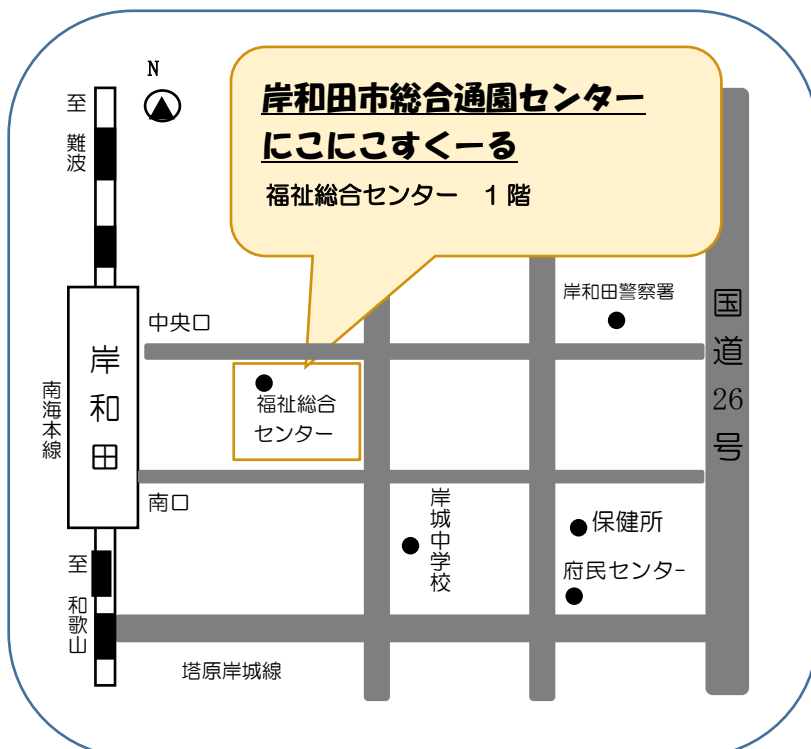 N
至 難波
岸和田市総合通園センター
にこにこすくーる
福祉総合センター 1階
岸和田警察署
中央口
国道26号
岸和田
南海本線
福祉総合
センター
南口
岸城中学校
保健所
府民センター
至 和歌山
塔原岸城線